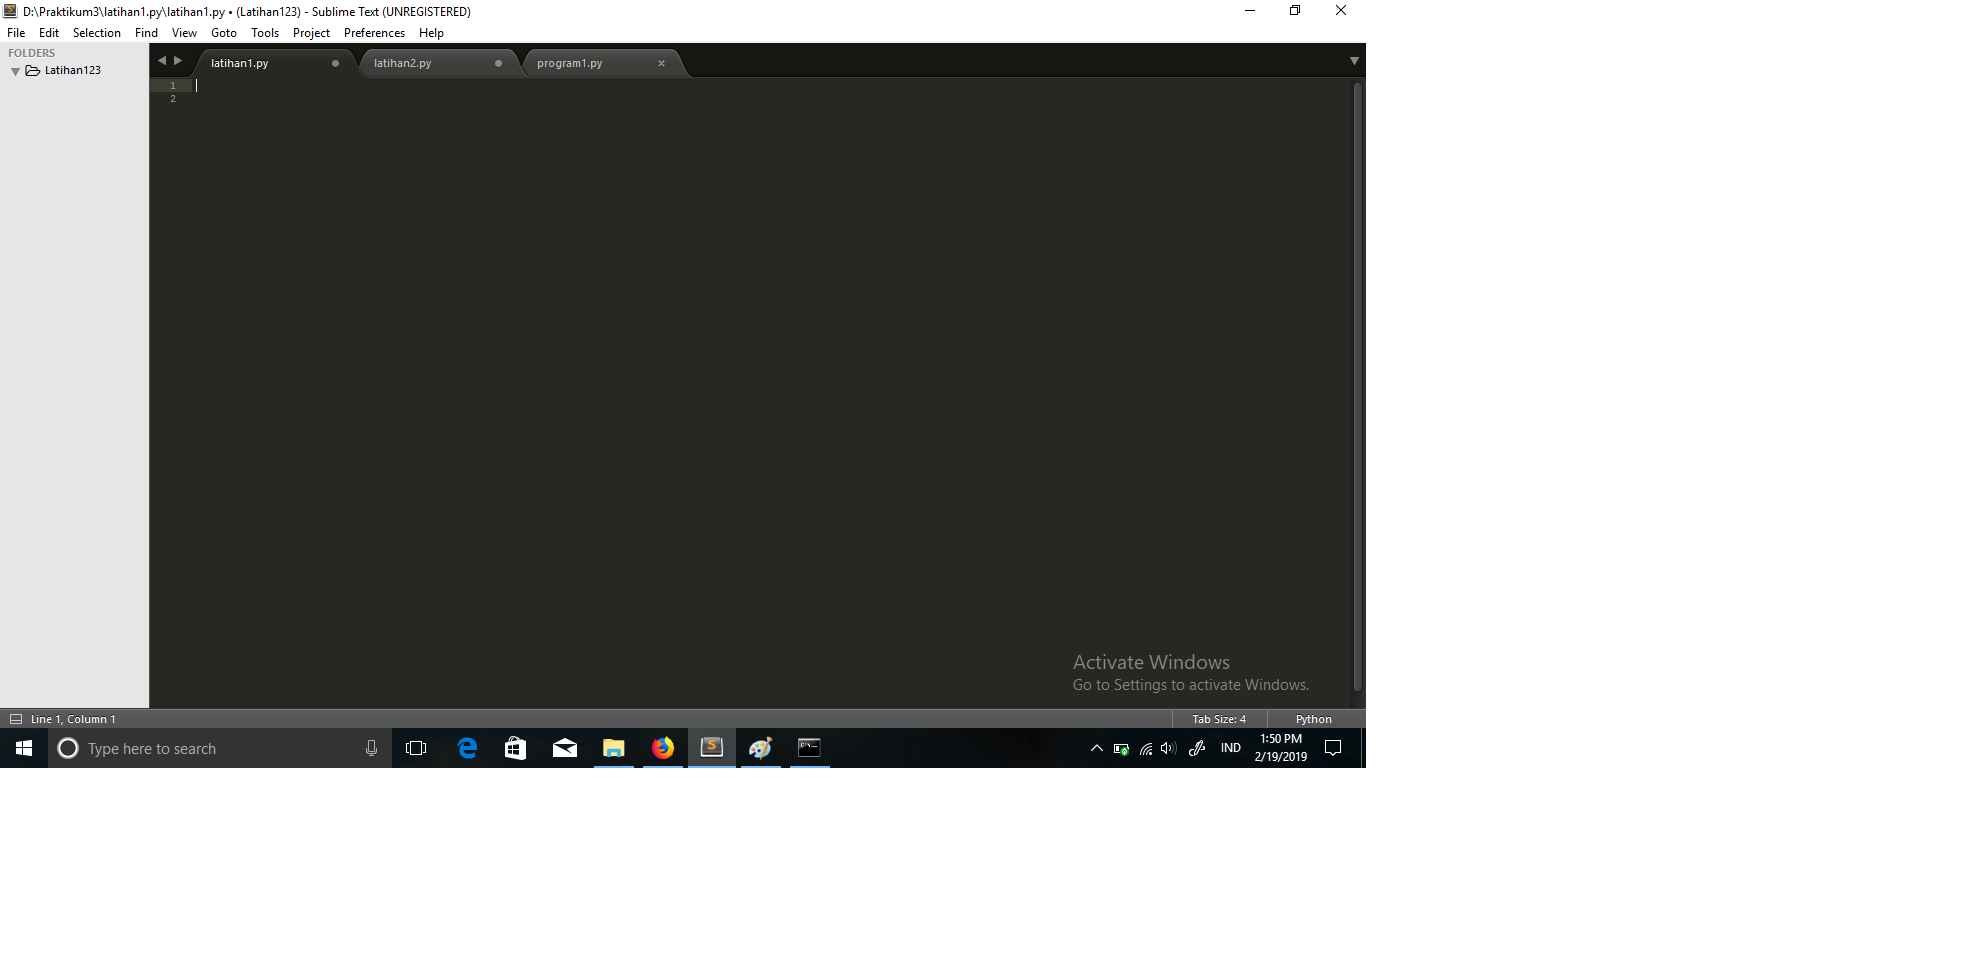 D:\Praktikum3\latihan1.py\latihan1.py • (Latihan123) - Sublime Text (UNREGISTERED)
File Edit Selection Find View Goto Tools Project Preferences Help
FOLDERS
Latihan123
latihan1.py latihan2.py program1.py
1
2
Activate Windows
Go to Settings to activate Windows.
Line 1, Column 1 Tab Size: 4 Python
Type here to search
IND
1:50 PM
2/19/2019